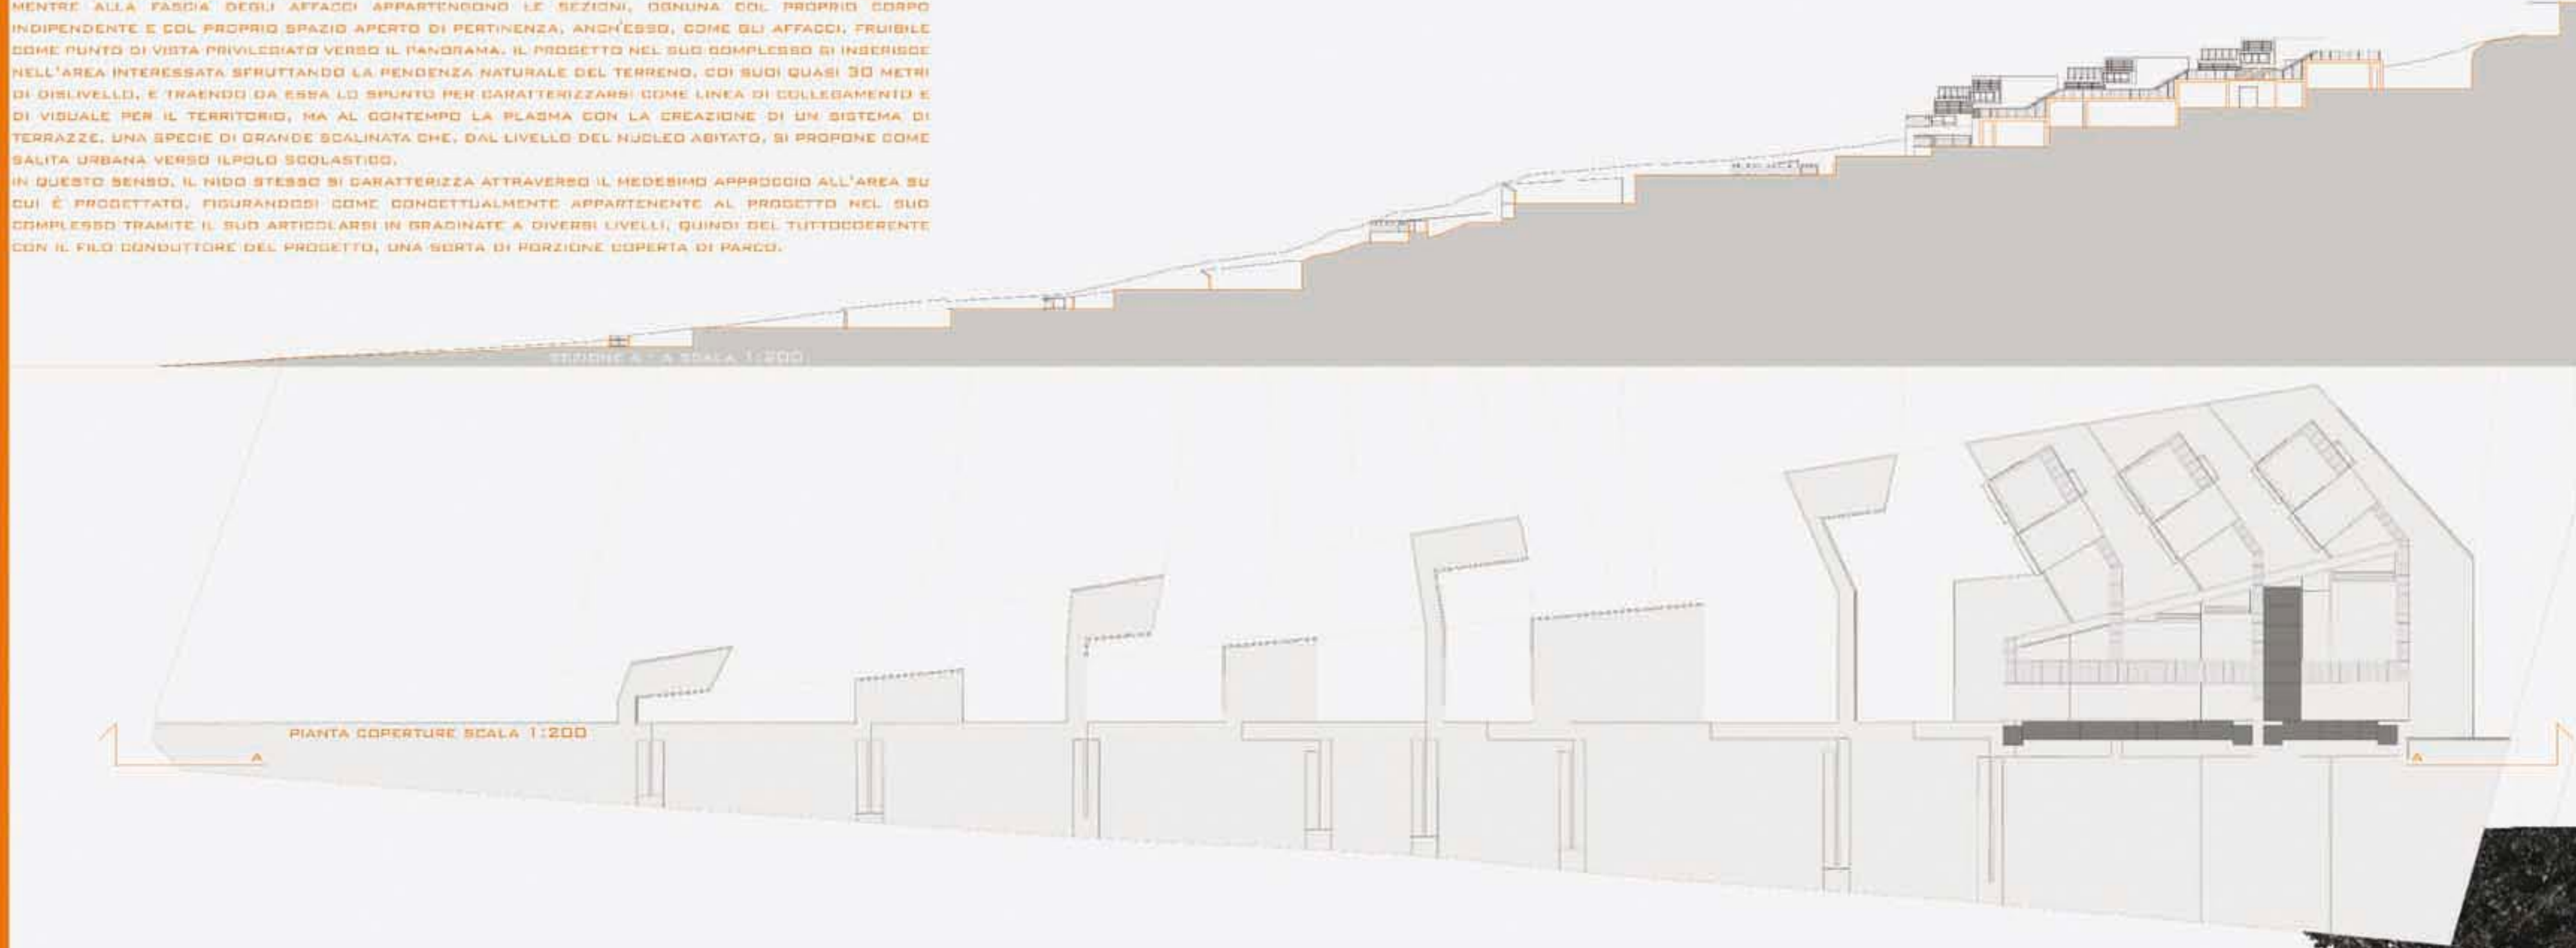 MENTRE ALLA FASCIA DEGLI AFFACCI APPARTENGONO LE SEZIONI, OGNUNA COL PROPRIO CORPO
INDIPENDENTE E COL PROPRIO SPAZIO APERTO DI PERTINENZA, ANCH'ESSO, COME GLI AFFACCI, FRUIBILE
COME PUNTO DI VISTA PRIVILEGIATO VERSO IL PANORAMA. IL PROGETTO NEL SUO COMPLESSO SI INSERISCE
NELL'AREA INTERESSATA SFRUTTANDO LA PENDENZA NATURALE DEL TERRENO, COI SUOI QUASI 30 METRI
DI DISLIVELLO, E TRAENDO DA ESSA LO SPUNTO PER CARATTERIZZARSI COME LINEA DI COLLEGAMENTO E
DI VISUALE PER IL TERRITORIO, MA AL CONTEMPO LA PLASMA CON LA CREAZIONE DI UN SISTEMA DI
TERRAZZE, UNA SPECIE DI GRANDE SCALINATA CHE, DAL LIVELLO DEL NUCLEO ABITATO, SI PROPONE COME
SALITA URBANA VERSO ILPOLO SCOLASTICO.
IN QUESTO SENSO, IL NIDO STESSO SI CARATTERIZZA ATTRAVERSO IL MEDESIMO APPROCCIO ALL'AREA SU
CUI È PROGETTATO, FIGURANDOSI COME CONCETTUALMENTE APPARTENENTE AL PROGETTO NEL SUO
COMPLESSO TRAMITE IL SUO ARTICOLARSI IN GRADINATE A DIVERSI LIVELLI, QUINDI DEL TUTTOCOERENTE
CON IL FILO CONDUTTORE DEL PROGETTO, UNA SORTA DI PORZIONE COPERTA DI PARCO.
SEZIONE A - A SCALA 1:200
PIANTA COPERTURE SCALA 1:200
A
A